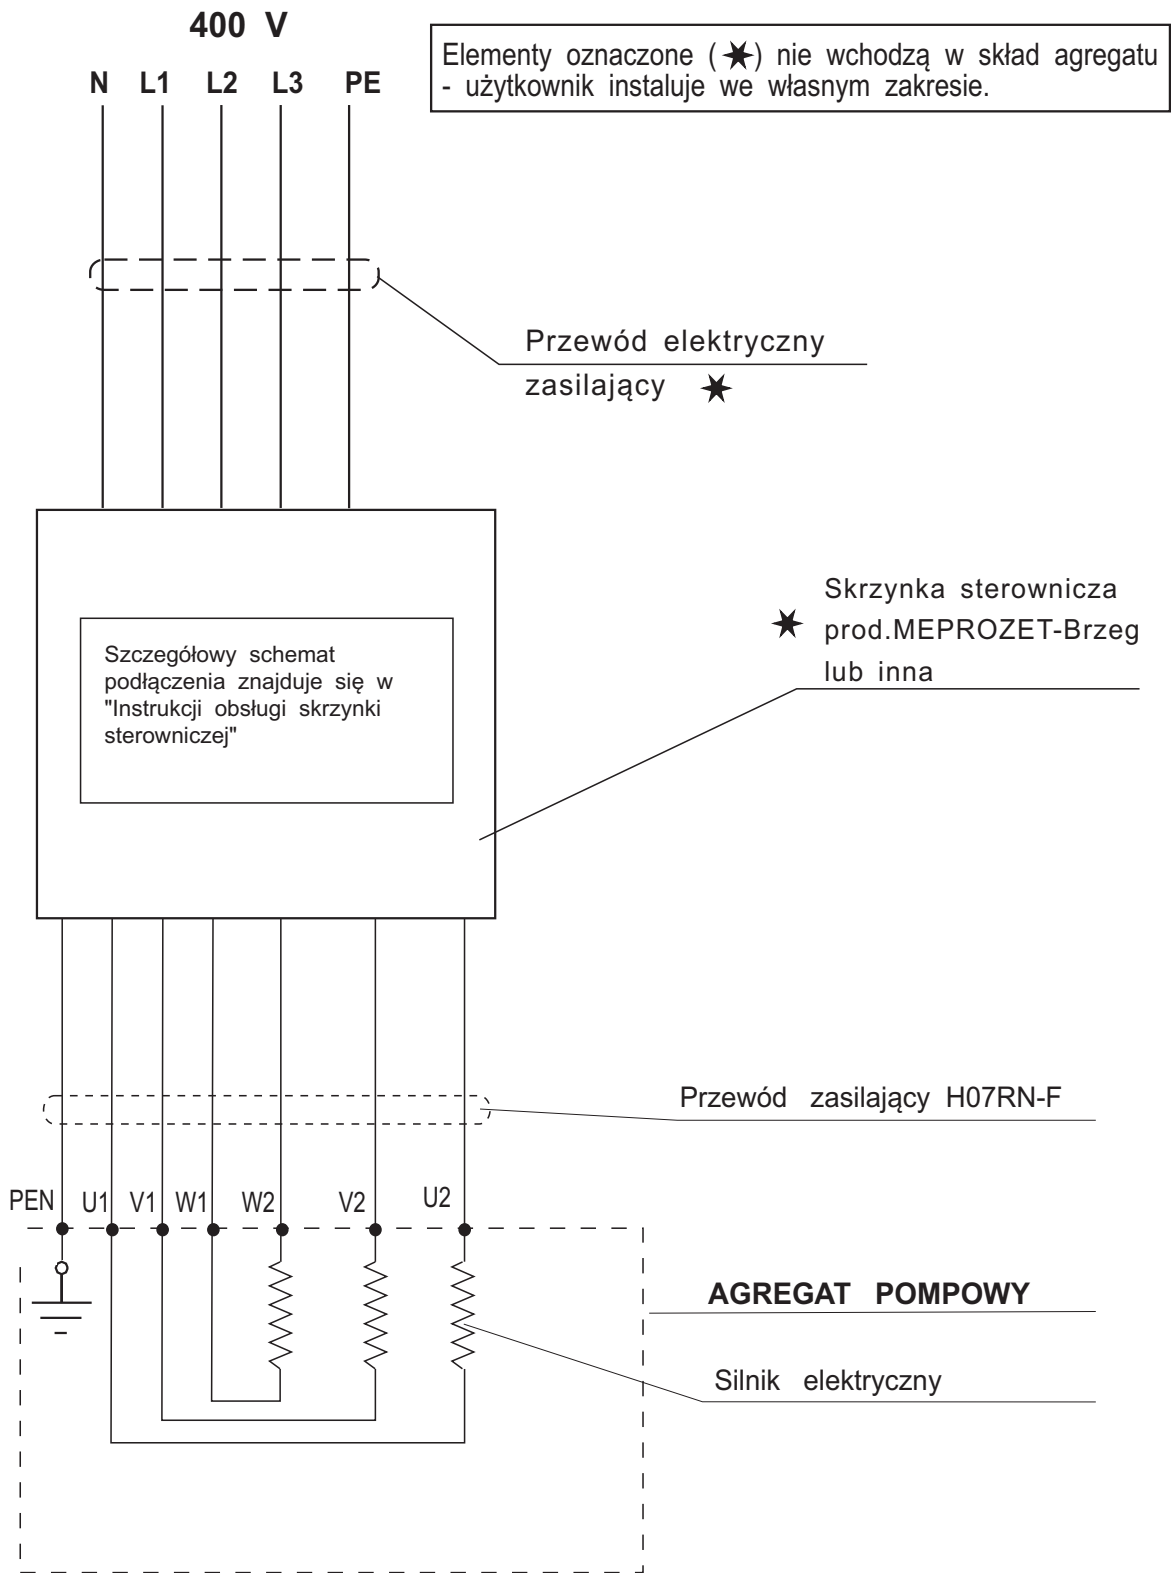 400 V
Elementy oznaczone (✶) nie wchodzą w skład agregatu
- użytkownik instaluje we własnym zakresie.
N L1 L2 L3 PE
Przewód elektryczny
zasilający ✶
Skrzynka sterownicza
✶ prod.MEPROZET-Brzeg
lub inna
Szczegółowy schemat
podłączenia znajduje się w
"Instrukcji obsługi skrzynki
sterowniczej"
Przewód zasilający H07RN-F
PEN U1 V1 W1 W2 V2 U2
AGREGAT POMPOWY
Silnik elektryczny